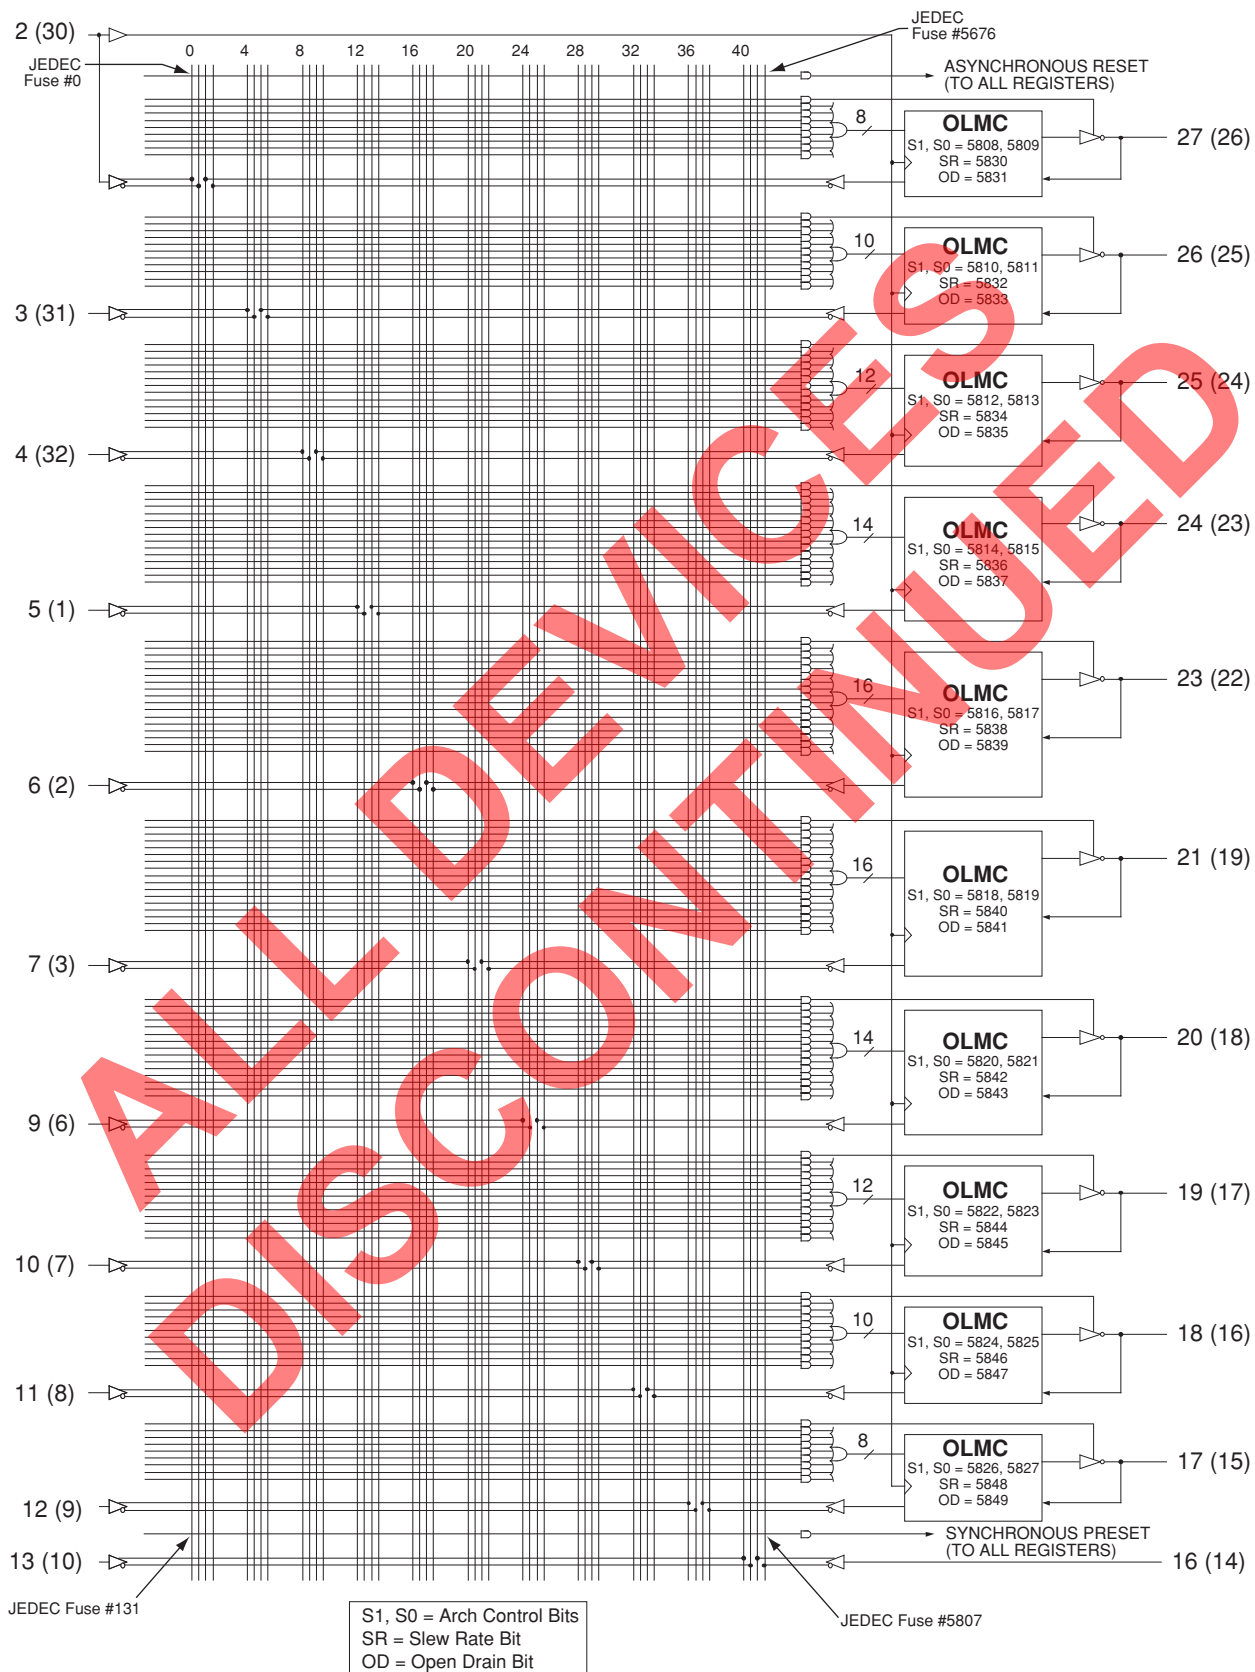 2 (30)
JEDEC
Fuse #0
0 4 8 12 16 20 24 28 32 36 40
JEDEC
Fuse #5676
ASYNCHRONOUS RESET
(TO ALL REGISTERS)
8
OLMC
S1, S0 = 5808, 5809
SR = 5830
OD = 5831
27 (26)
10
OLMC
S1, S0 = 5810, 5811
SR = 5832
OD = 5833
26 (25)
3 (31)
12
OLMC
S1, S0 = 5812, 5813
SR = 5834
OD = 5835
25 (24)
4 (32)
14
OLMC
S1, S0 = 5814, 5815
SR = 5836
OD = 5837
24 (23)
5 (1)
16
OLMC
S1, S0 = 5816, 5817
SR = 5838
OD = 5839
23 (22)
6 (2)
16
OLMC
S1, S0 = 5818, 5819
SR = 5840
OD = 5841
21 (19)
7 (3)
14
OLMC
S1, S0 = 5820, 5821
SR = 5842
OD = 5843
20 (18)
9 (6)
12
OLMC
S1, S0 = 5822, 5823
SR = 5844
OD = 5845
19 (17)
10 (7)
10
OLMC
S1, S0 = 5824, 5825
SR = 5846
OD = 5847
18 (16)
11 (8)
8
OLMC
S1, S0 = 5826, 5827
SR = 5848
OD = 5849
17 (15)
12 (9)
SYNCHRONOUS PRESET
(TO ALL REGISTERS)
13 (10)
16 (14)
JEDEC Fuse #131
JEDEC Fuse #5807
S1, S0 = Arch Control Bits
SR = Slew Rate Bit
OD = Open Drain Bit
ALL DEVICES
DISCONTINUED